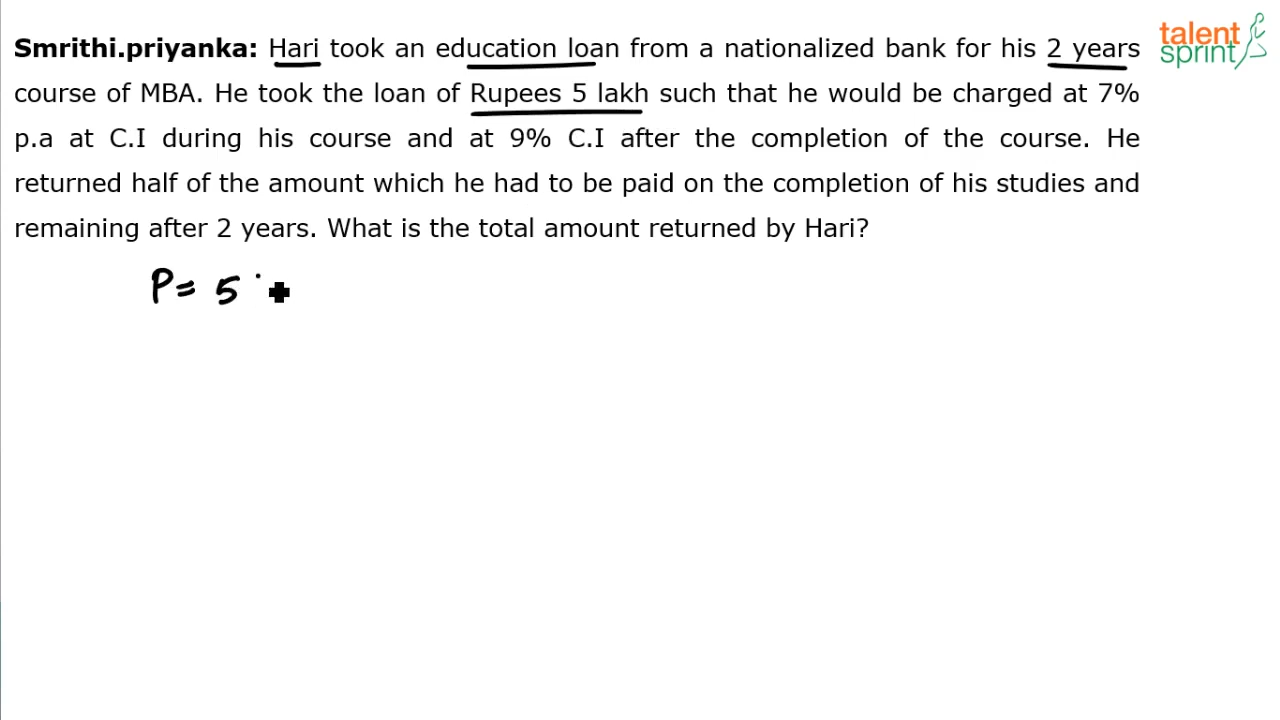 Smrithi.priyanka: Hari took an education loan from a nationalized bank for his 2 years
course of MBA. He took the loan of Rupees 5 lakh such that he would be charged at 7%
p.a at C.I during his course and at 9% C.I after the completion of the course. He
returned half of the amount which he had to be paid on the completion of his studies and
remaining after 2 years. What is the total amount returned by Hari?
P= 5
talent
sprint